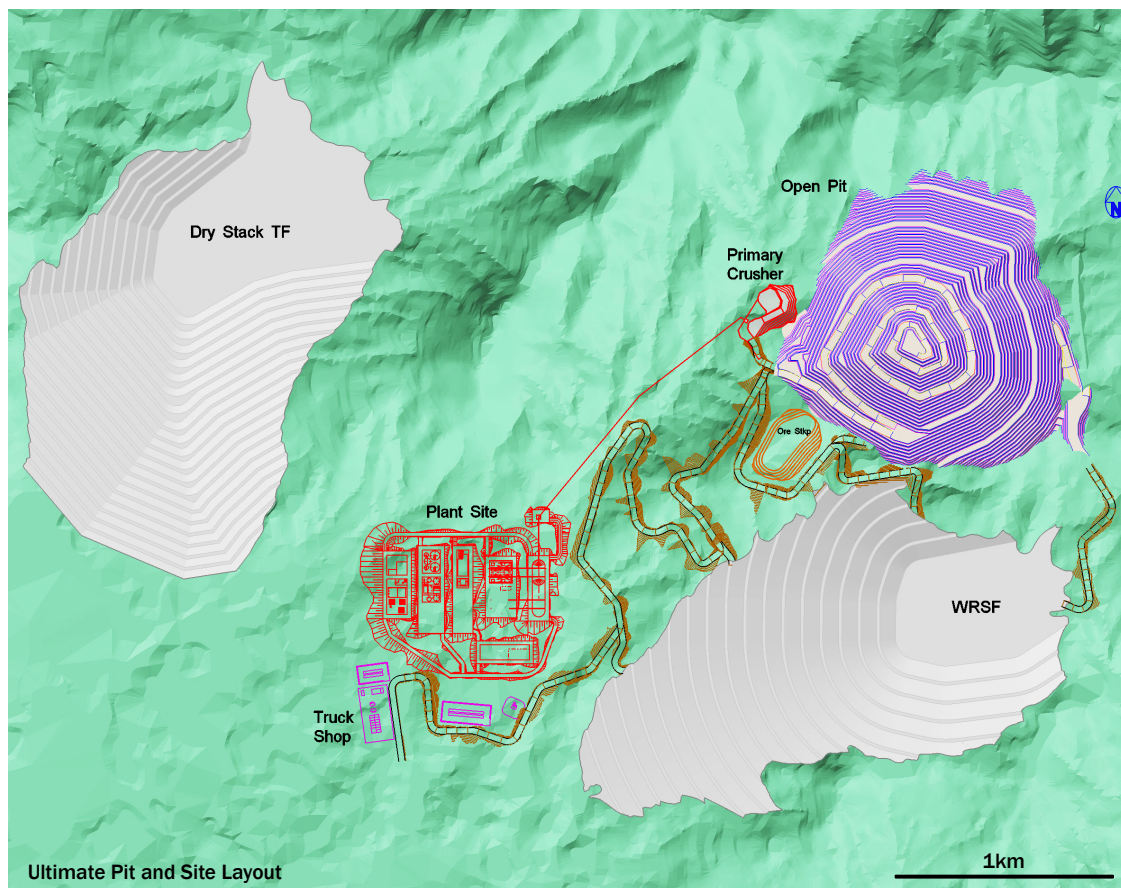 Open Pit
N
Dry Stack TF
Primary
Crusher
Ore Stkp
Plant Site
WRSF
Truck
Shop
Ultimate Pit and Site Layout
1km